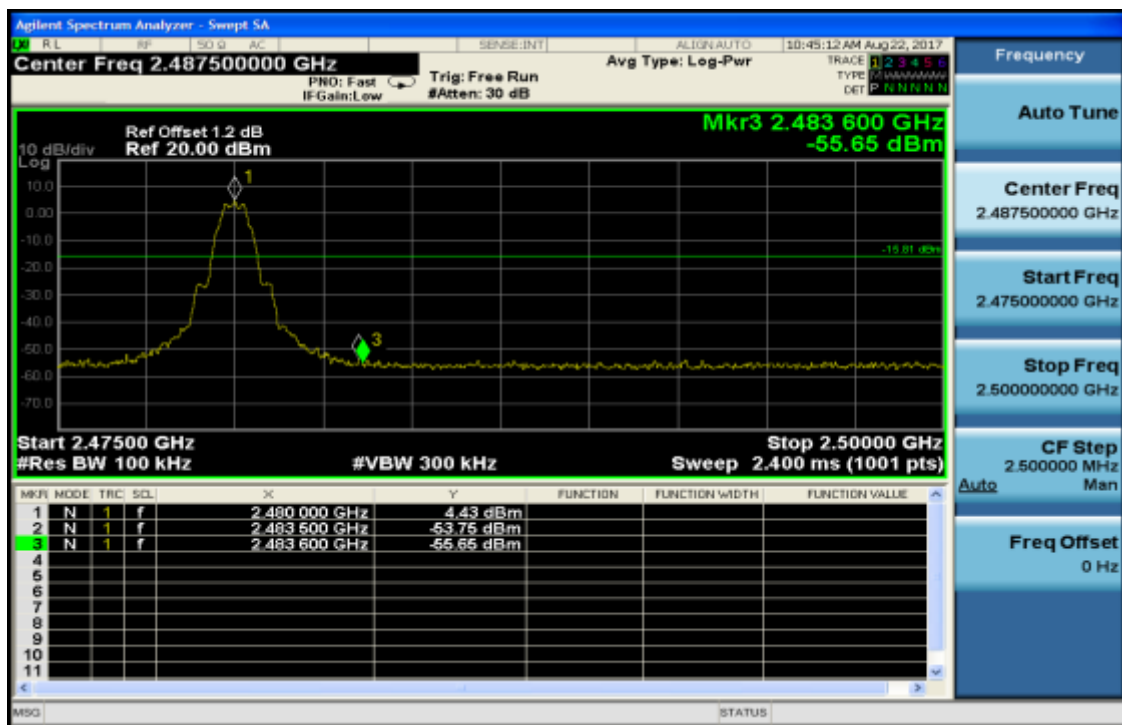 Agilent Spectrum Analyzer - Swept SA
RL RF 50 Ω AC SENSE:INT ALIGN AUTO 10:45:12 AM Aug 22, 2017
Center Freq 2.487500000 GHz
PNO: Fast
IFGain:Low
Trig: Free Run
#Atten: 30 dB
Avg Type: Log-Pwr
TRACE 1 2 3 4 5 6
TYPE M WWWWW
DET P N N N N N
Ref Offset 1.2 dB
Ref 20.00 dBm
10 dB/div
Log
Mkr3 2.483 600 GHz
-55.65 dBm
10.0
0.00
-10.0
-20.0
-30.0
-40.0
-50.0
-60.0
-70.0
1
3
-15.81 dBm
Start 2.47500 GHz
#Res BW 100 kHz
#VBW 300 kHz
Stop 2.50000 GHz
Sweep 2.400 ms (1001 pts)
MKR MODE TRC SCL X Y FUNCTION FUNCTION WIDTH FUNCTION VALUE
1 N 1 f 2.480 000 GHz 4.43 dBm
2 N 1 f 2.483 500 GHz -53.75 dBm
3 N 1 f 2.483 600 GHz -55.65 dBm
4
5
6
7
8
9
10
11
MSG STATUS
Frequency
Auto Tune
Center Freq
2.487500000 GHz
Start Freq
2.475000000 GHz
Stop Freq
2.500000000 GHz
CF Step
2.500000 MHz
Auto Man
Freq Offset
0 Hz